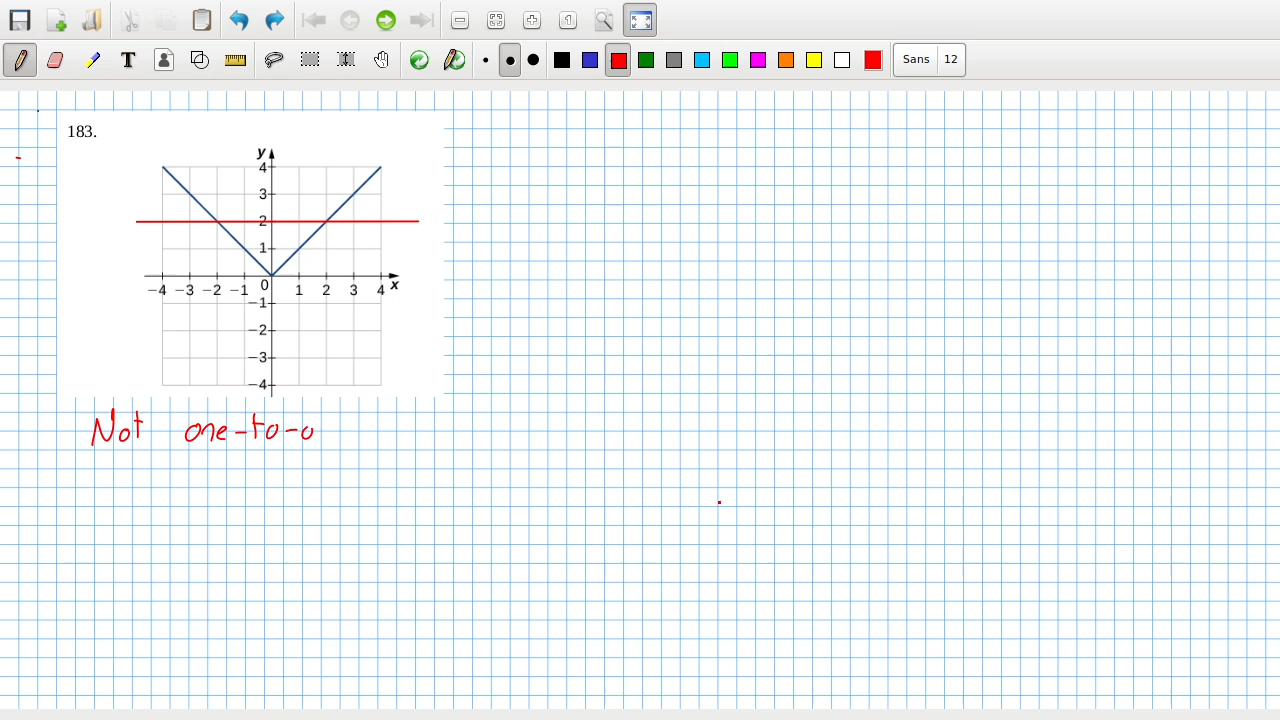 Sans 12
183.
y
4
3
2
1
0
−4 −3 −2 −1 1 2 3 4 x
−1
−2
−3
−4
Not one-to-o